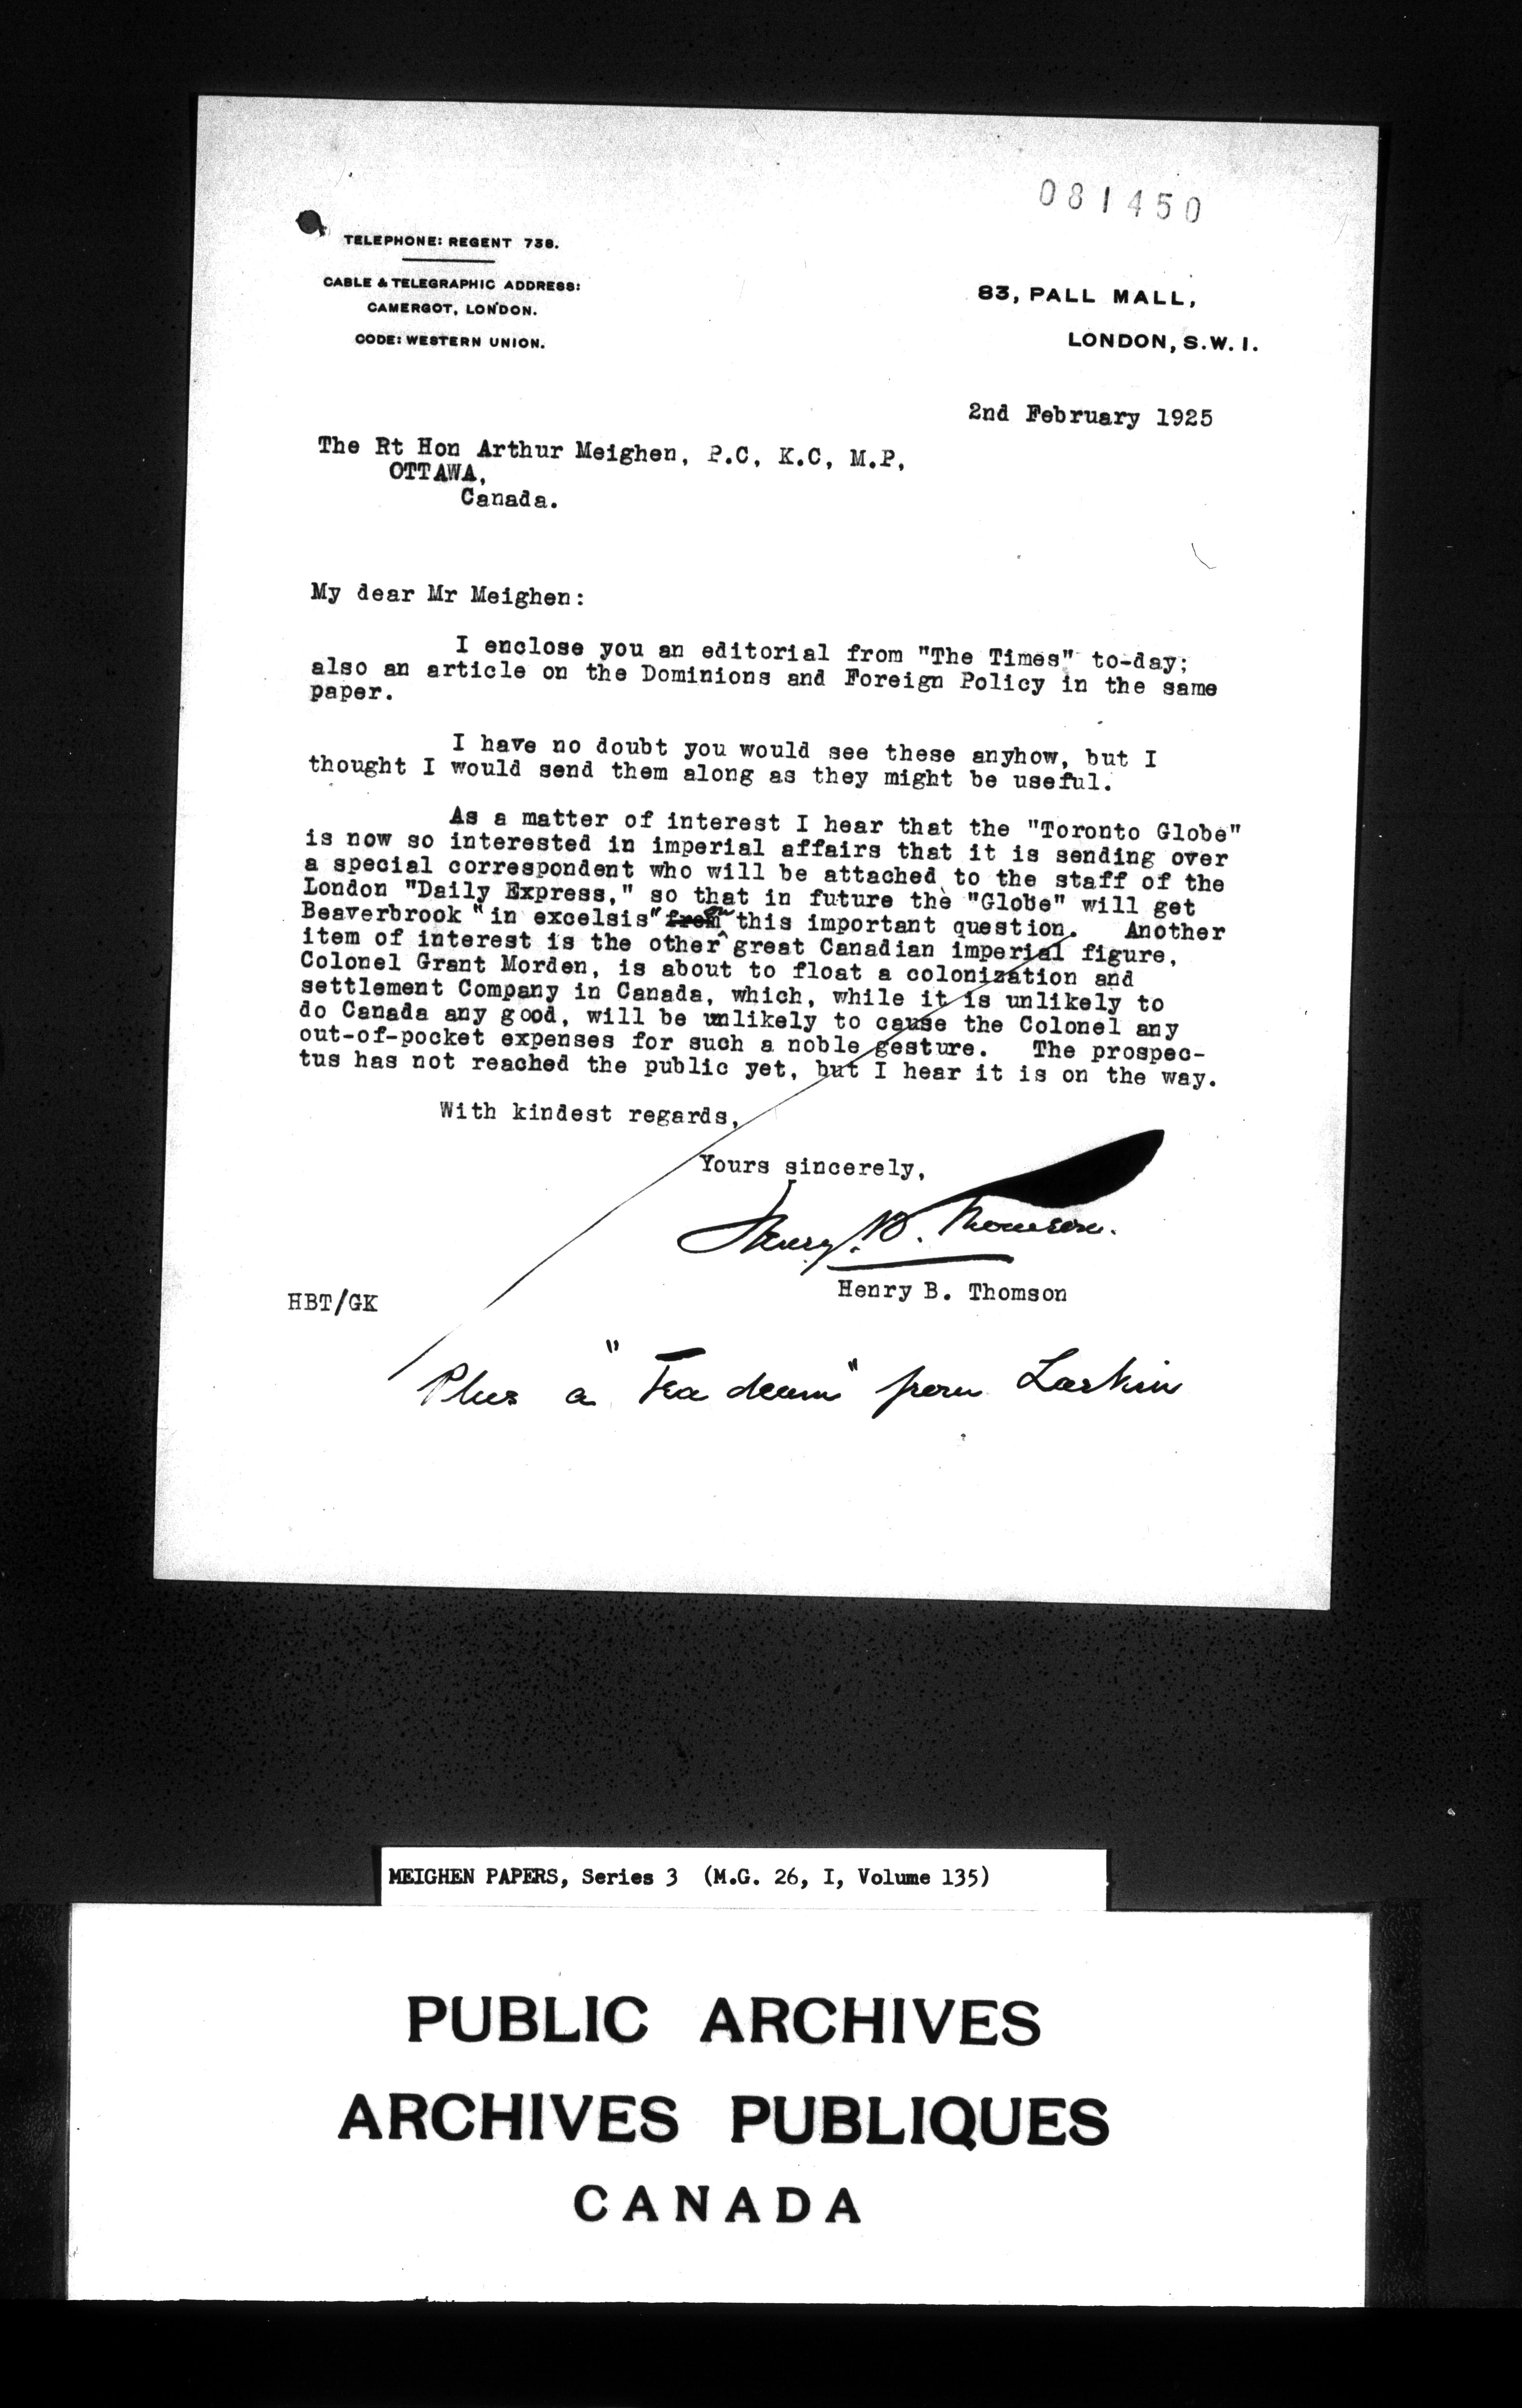 081450
TELEPHONE: REGENT 738.
CABLE & TELEGRAPHIC ADDRESS:
CAMERGOT, LONDON.
CODE: WESTERN UNION.
83, PALL MALL,
LONDON, S.W. 1.
2nd February 1925
The Rt Hon Arthur Meighen, P.C, K.C, M.P,
OTTAWA,
Canada.
My dear Mr Meighen:
I enclose you an editorial from "The Times" to-day;
also an article on the Dominions and Foreign Policy in the same
paper.
I have no doubt you would see these anyhow, but I
thought I would send them along as they might be useful.
As a matter of interest I hear that the "Toronto Globe"
is now so interested in imperial affairs that it is sending over
a special correspondent who will be attached to the staff of the
London "Daily Express," so that in future the "Globe" will get
Beaverbrook "in excelsis" from on this important question. Another
item of interest is the other great Canadian imperial figure,
Colonel Grant Morden, is about to float a colonization and
settlement Company in Canada, which, while it is unlikely to
do Canada any good, will be unlikely to cause the Colonel any
out-of-pocket expenses for such a noble gesture. The prospec-
tus has not reached the public yet, but I hear it is on the way.
With kindest regards,
Yours sincerely,
Henry B. Thomson.
Henry B. Thomson
HBT/GK
Plus a "Tea deum" from Larkin
MEIGHEN PAPERS, Series 3 (M.G. 26, I, Volume 135)
PUBLIC ARCHIVES
ARCHIVES PUBLIQUES
CANADA